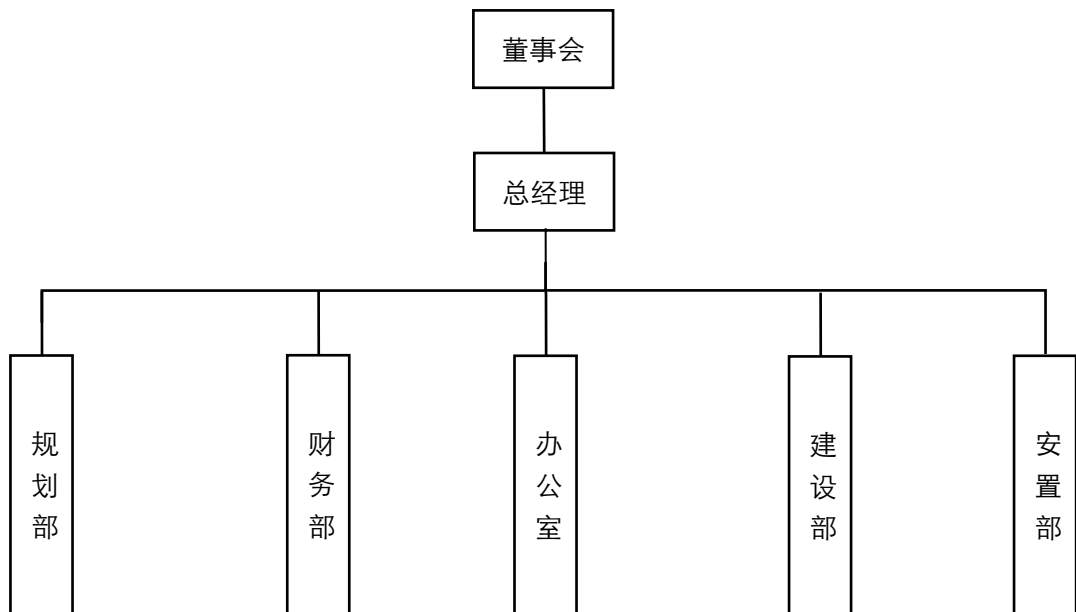 董事会
总经理
规划部
财务部
办公室
建设部
安置部